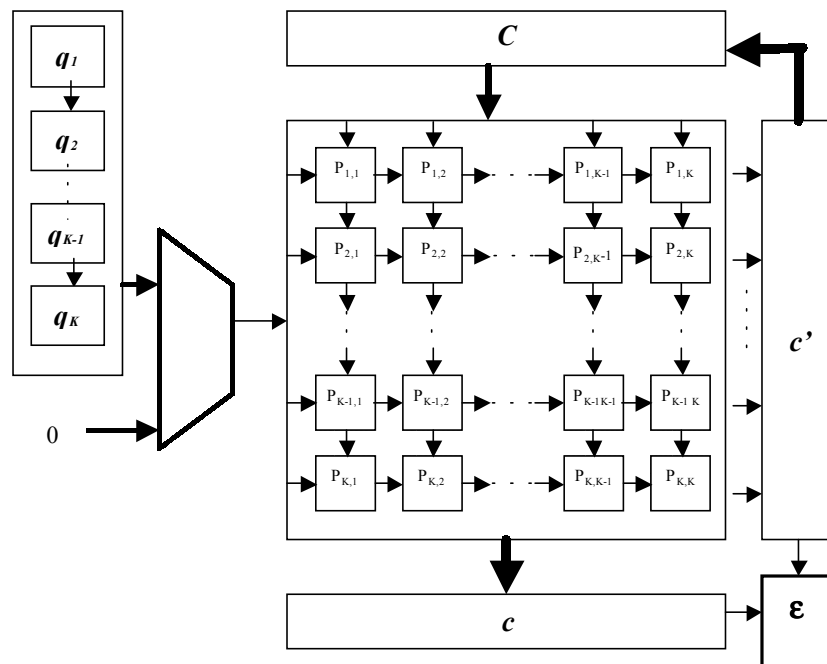 C
q1
q2
qK-1
qK
0
P1,1 P1,2 P1,K-1 P1,K
P2,1 P2,2 P2,K-1 P2,K
PK-1,1 PK-1,2 PK-1K-1 PK-1 K
PK,1 PK,2 PK,K-1 PK,K
c’
c
ε